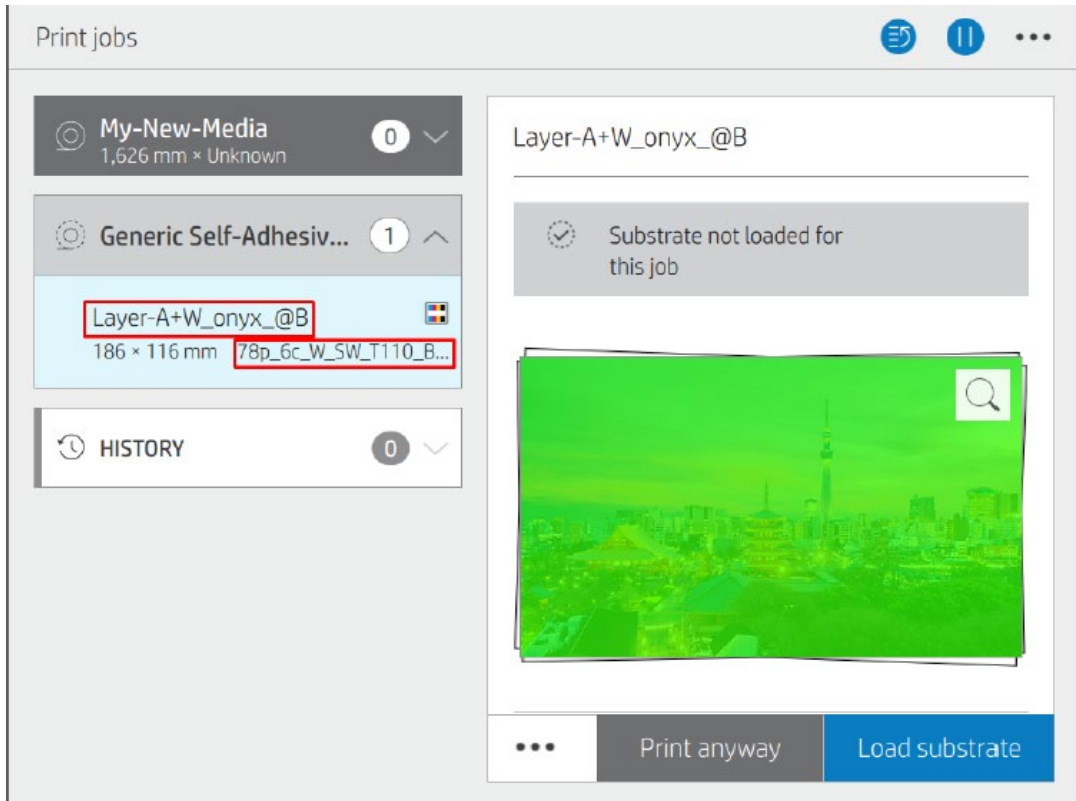 Print jobs
My-New-Media
0
1,626 mm × Unknown
Generic Self-Adhesiv...
1
Layer-A+W_onyx_@B
186 × 116 mm 78p_6c_W_SW_T110_B...
HISTORY
0
Layer-A+W_onyx_@B
Substrate not loaded for
this job
Print anyway
Load substrate